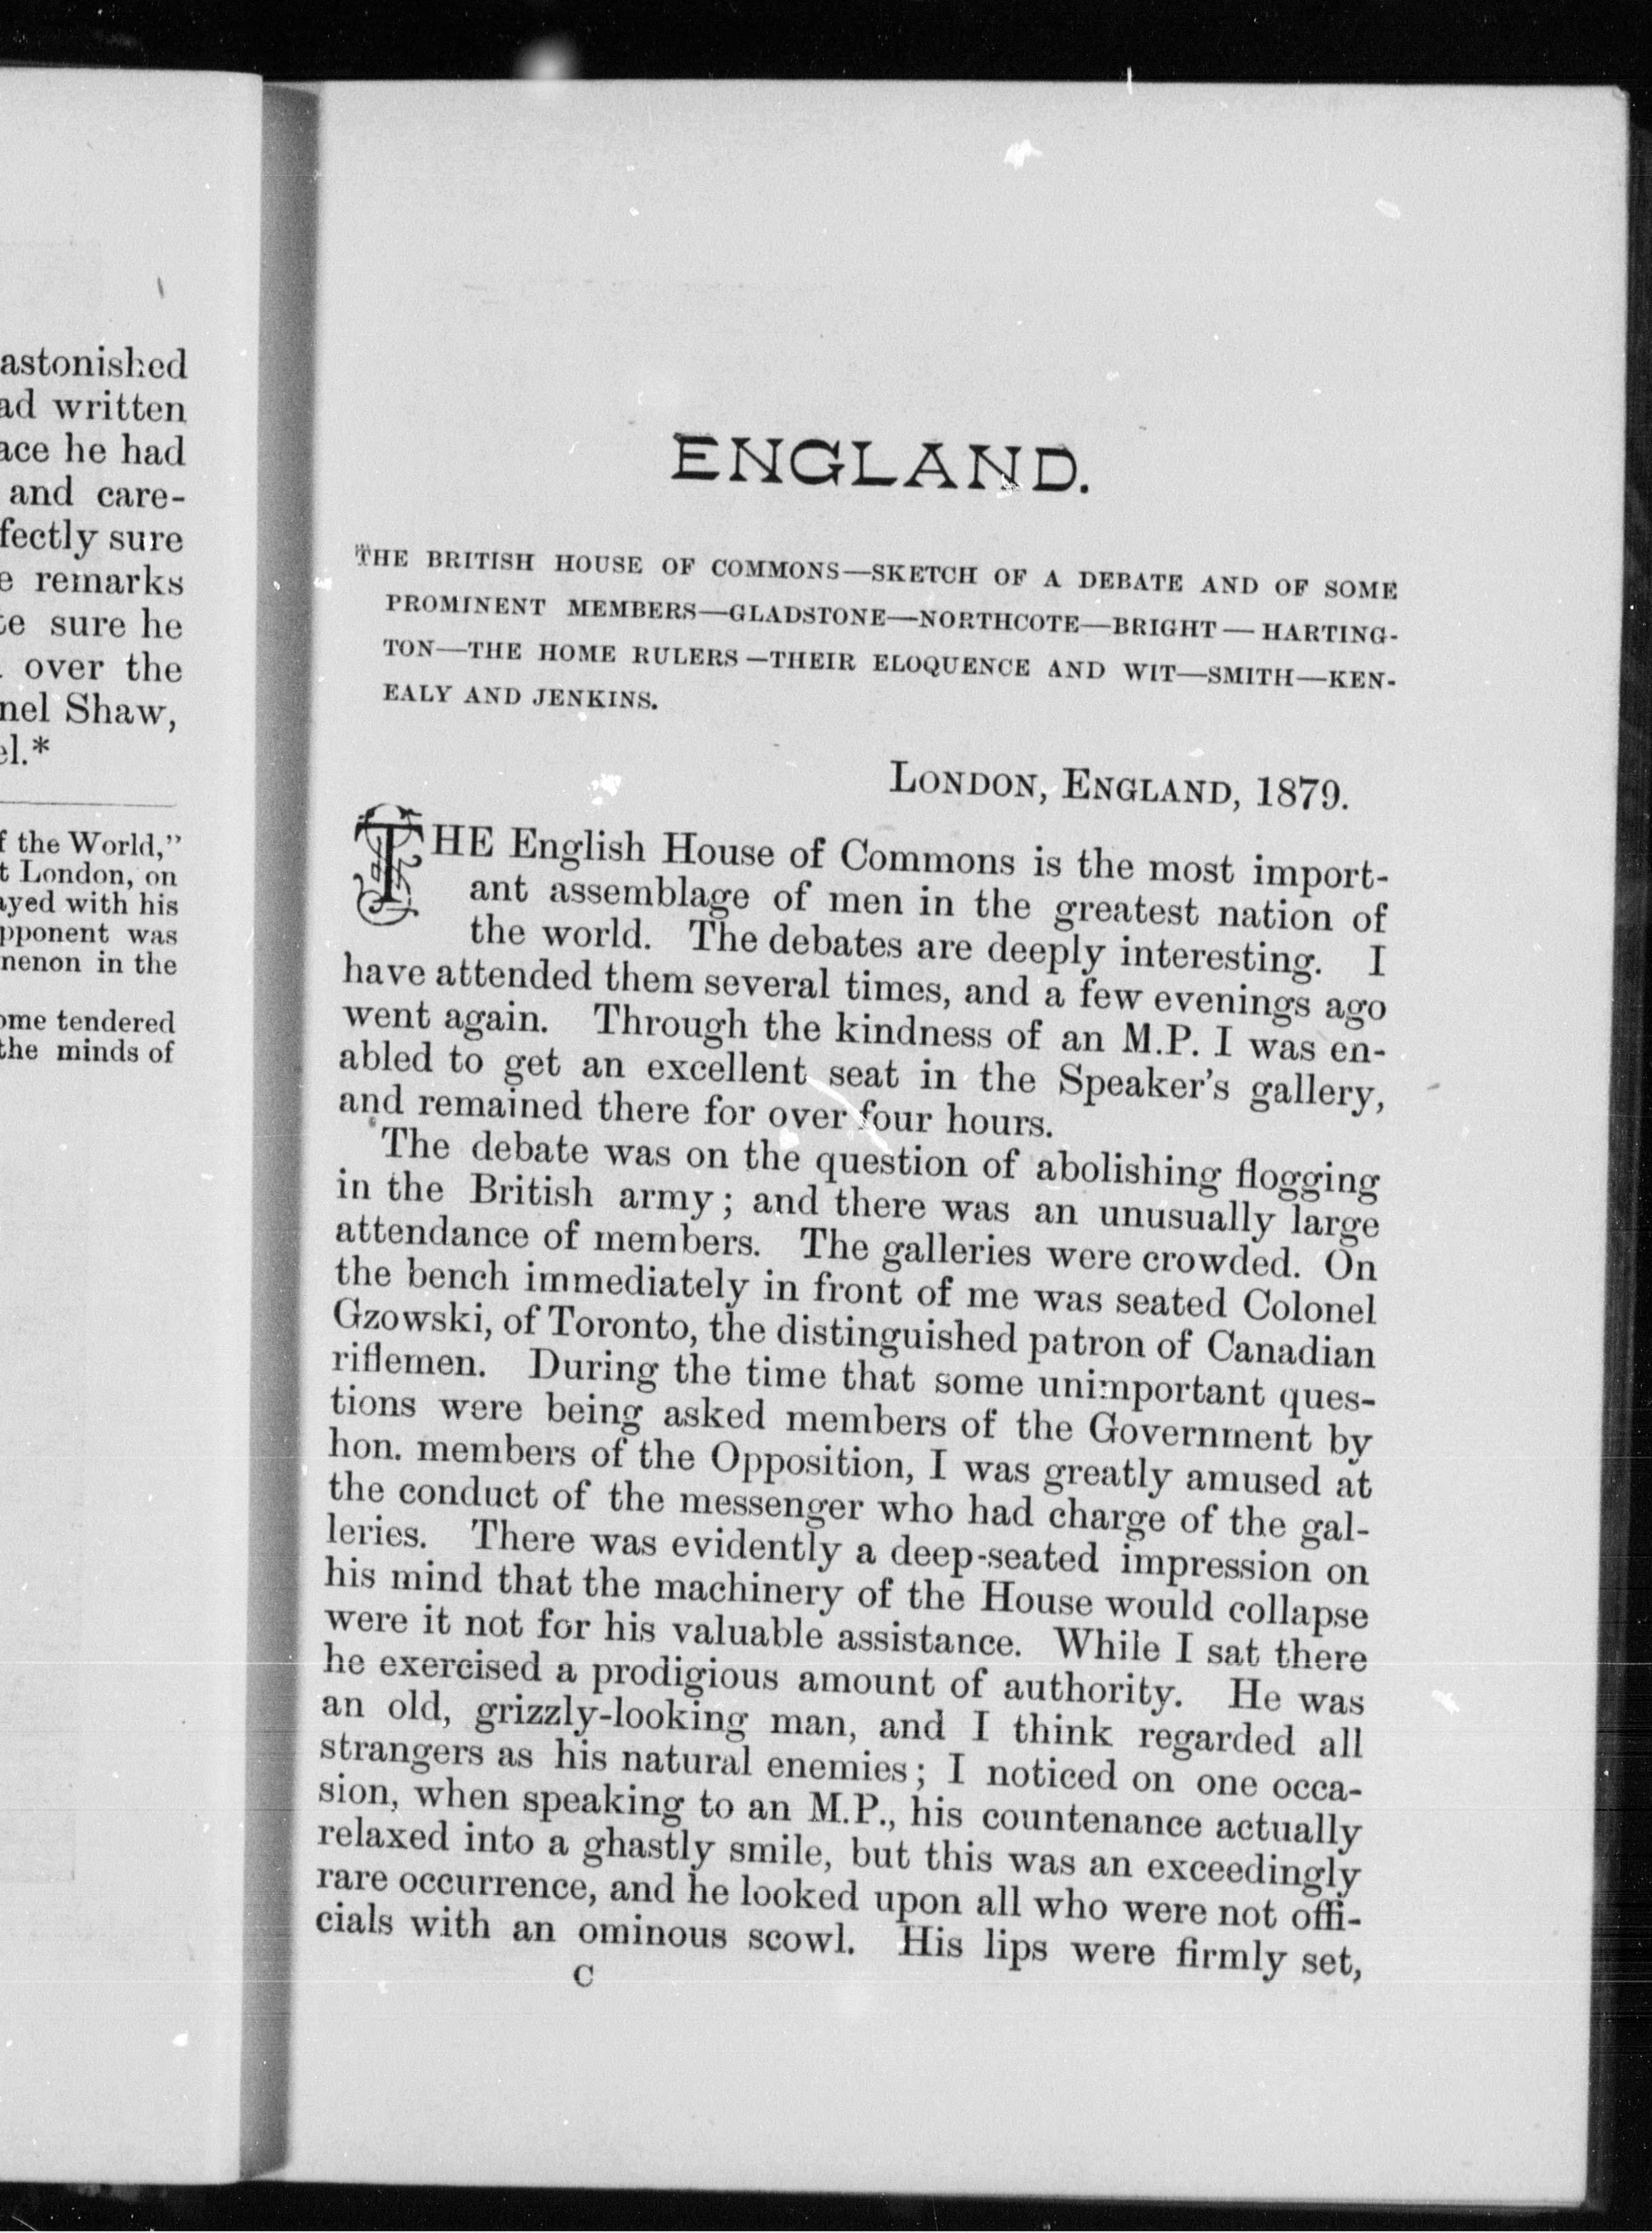 astonished
written
he had
and care-
sure
remarks
sure he
over the
Shaw,
the World,"
London, on
with his
was
in the
tendered
the minds of
ENGLAND.
THE BRITISH HOUSE OF COMMONS—SKETCH OF A DEBATE AND OF SOME
PROMINENT MEMBERS—GLADSTONE—NORTHCOTE—BRIGHT—HARTING-
TON—THE HOME RULERS—THEIR ELOQUENCE AND WIT—SMITH—KEN-
EALY AND JENKINS.
LONDON, ENGLAND, 1879.
THE English House of Commons is the most import-
ant assemblage of men in the greatest nation of
the world. The debates are deeply interesting. I
have attended them several times, and a few evenings ago
went again. Through the kindness of an M.P. I was en-
abled to get an excellent seat in the Speaker's gallery,
and remained there for over four hours.
The debate was on the question of abolishing flogging
in the British army; and there was an unusually large
attendance of members. The galleries were crowded. On
the bench immediately in front of me was seated Colonel
Gzowski, of Toronto, the distinguished patron of Canadian
riflemen. During the time that some unimportant ques-
tions were being asked members of the Government by
hon. members of the Opposition, I was greatly amused at
the conduct of the messenger who had charge of the gal-
leries. There was evidently a deep-seated impression on
his mind that the machinery of the House would collapse
were it not for his valuable assistance. While I sat there
he exercised a prodigious amount of authority. He was
an old, grizzly-looking man, and I think regarded all
strangers as his natural enemies; I noticed on one occa-
sion, when speaking to an M.P., his countenance actually
relaxed into a ghastly smile, but this was an exceedingly
rare occurrence, and he looked upon all who were not offi-
cials with an ominous scowl. His lips were firmly set,
C